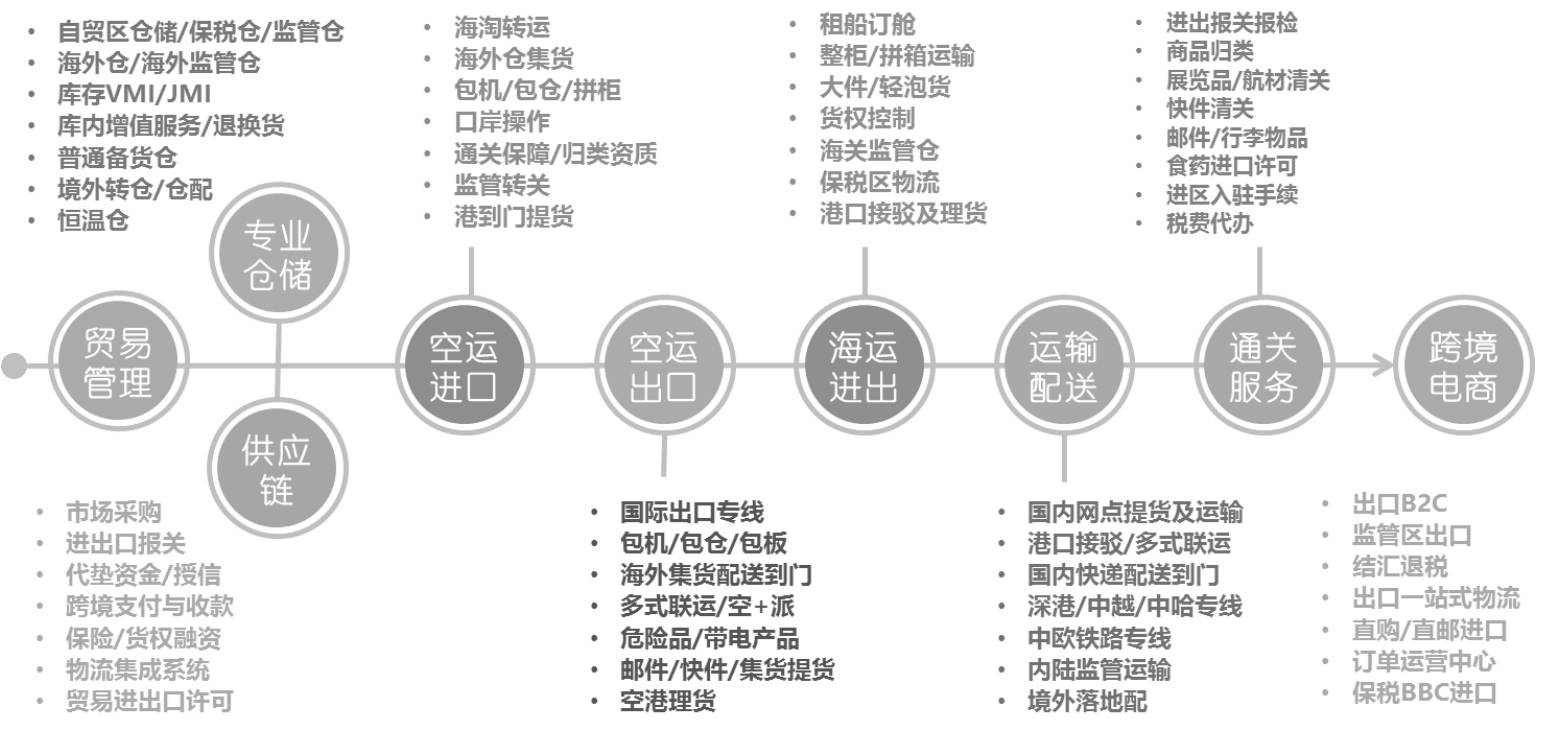 自贸区仓储/保税仓/监管仓
海外仓/海外监管仓
库存VMI/JMI
库内增值服务/退换货
普通备货仓
境外转仓/仓配
恒温仓
海淘转运
海外仓集货
包机/包仓/拼柜
口岸操作
通关保障/归类资质
监管转关
港到门提货
租船订舱
整柜/拼箱运输
大件/轻泡货
货权控制
海关监管仓
保税区物流
港口接驳及理货
进出报关报检
商品归类
展览品/航材清关
快件清关
邮件/行李物品
食药进口许可
进区入驻手续
税费代办
专业
仓储
贸易
管理
供应
链
空运
进口
空运
出口
海运
进出
运输
配送
通关
服务
跨境
电商
市场采购
进出口报关
代垫资金/授信
跨境支付与收款
保险/货权融资
物流集成系统
贸易进出口许可
国际出口专线
包机/包仓/包板
海外集货配送到门
多式联运/空+派
危险品/带电产品
邮件/快件/集货提货
空港理货
国内网点提货及运输
港口接驳/多式联运
国内快递配送到门
深港/中越/中哈专线
中欧铁路专线
内陆监管运输
境外落地配
出口B2C
监管区出口
结汇退税
出口一站式物流
直购/直邮进口
订单运营中心
保税BBC进口